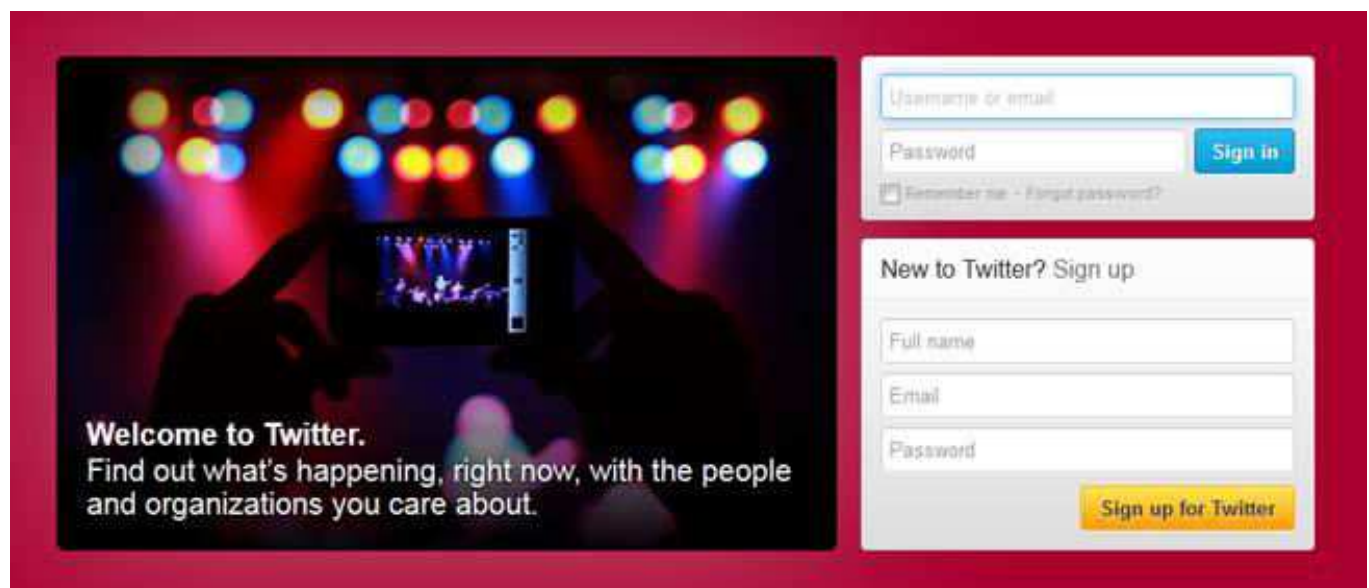 Welcome to Twitter.
Find out what's happening, right now, with the people
and organizations you care about.
Username or email
Password
Sign in
Remember me - Forgot password?
New to Twitter? Sign up
Full name
Email
Password
Sign up for Twitter